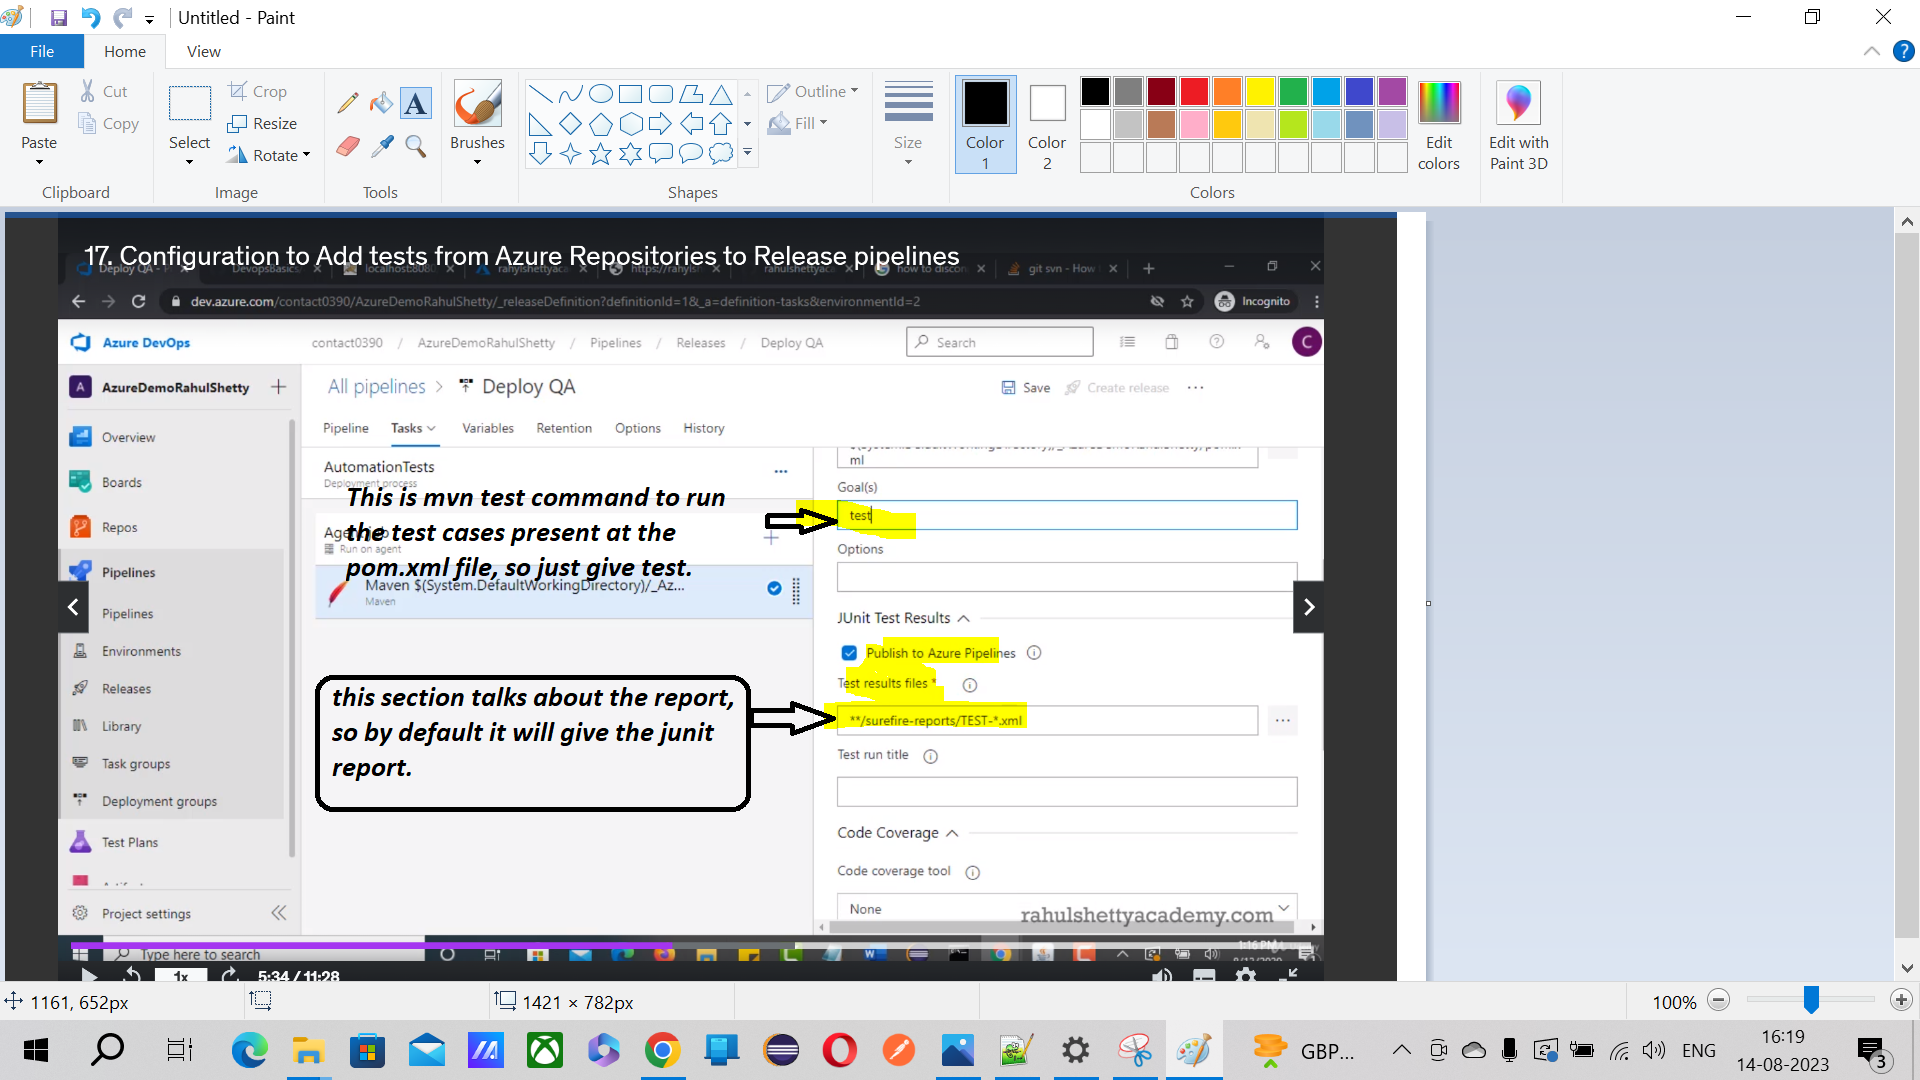 Untitled - Paint
File
Home
View
Paste
Cut
Copy
Clipboard
Select
Crop
Resize
Rotate
Image
A
Tools
Brushes
Shapes
Outline
Fill
Size
Color
1
Color
2
Edit
colors
Colors
Edit with
Paint 3D
17. Configuration to Add tests from Azure Repositories to Release pipelines
git svn - How
dev.azure.com/contact0390/AzureDemoRahulShetty/_releaseDefinition?definitionId=1&_a=definition-tasks&environmentId=2
Incognito
Azure DevOps
contact0390 / AzureDemoRahulShetty / Pipelines / Releases / Deploy QA
Search
C
A AzureDemoRahulShetty
All pipelines > Deploy QA
Save
Create release
Pipeline
Tasks
Variables
Retention
Options
History
Overview
Boards
Repos
Pipelines
Pipelines
Environments
Releases
Library
Task groups
Deployment groups
Test Plans
Project settings
AutomationTests
Deployment process
This is mvn test command to run
the test cases present at the
pom.xml file, so just give test.
Run on agent
Maven $(System.DefaultWorkingDirectory)/_Az...
Maven
this section talks about the report,
so by default it will give the junit
report.
ml
Goal(s)
test
Options
JUnit Test Results
Publish to Azure Pipelines
Test results files *
**/surefire-reports/TEST-*.xml
Test run title
Code Coverage
Code coverage tool
None
rahulshettyacademy.com
Type here to search
1x
5:34 / 11:28
1161, 652px
1421 × 782px
100%
GBP...
ENG
16:19
14-08-2023
3